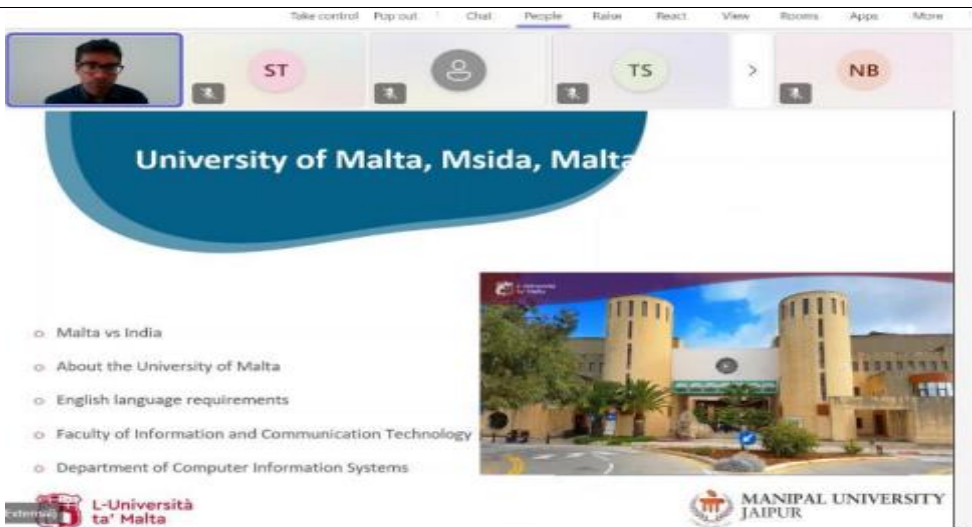 Take control Pop out Chat People Raise React View Rooms Apps More
ST
TS
>
NB
University of Malta, Msida, Malta
Malta vs India
About the University of Malta
English language requirements
Faculty of Information and Communication Technology
Department of Computer Information Systems
External
L-Università
ta' Malta
MANIPAL UNIVERSITY
JAIPUR